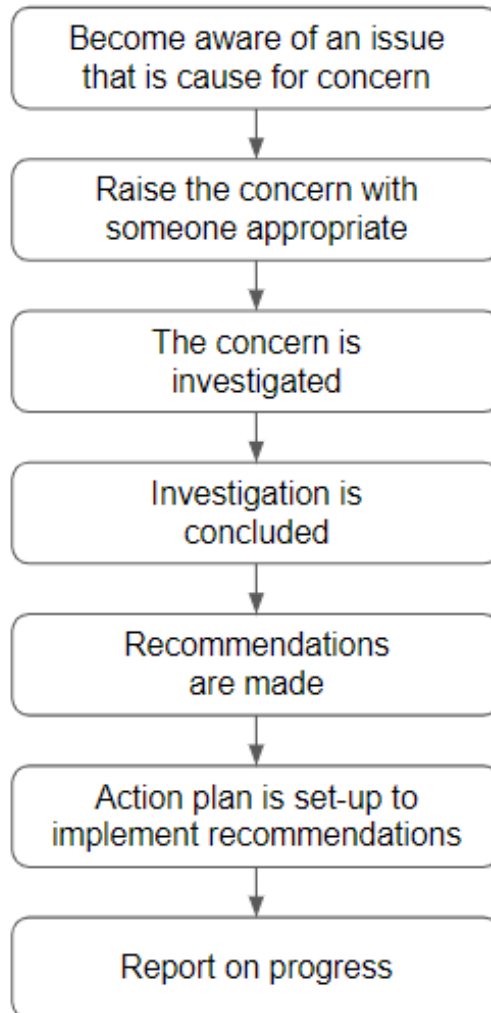 Become aware of an issue
that is cause for concern
Raise the concern with
someone appropriate
The concern is
investigated
Investigation is
concluded
Recommendations
are made
Action plan is set-up to
implement recommendations
Report on progress